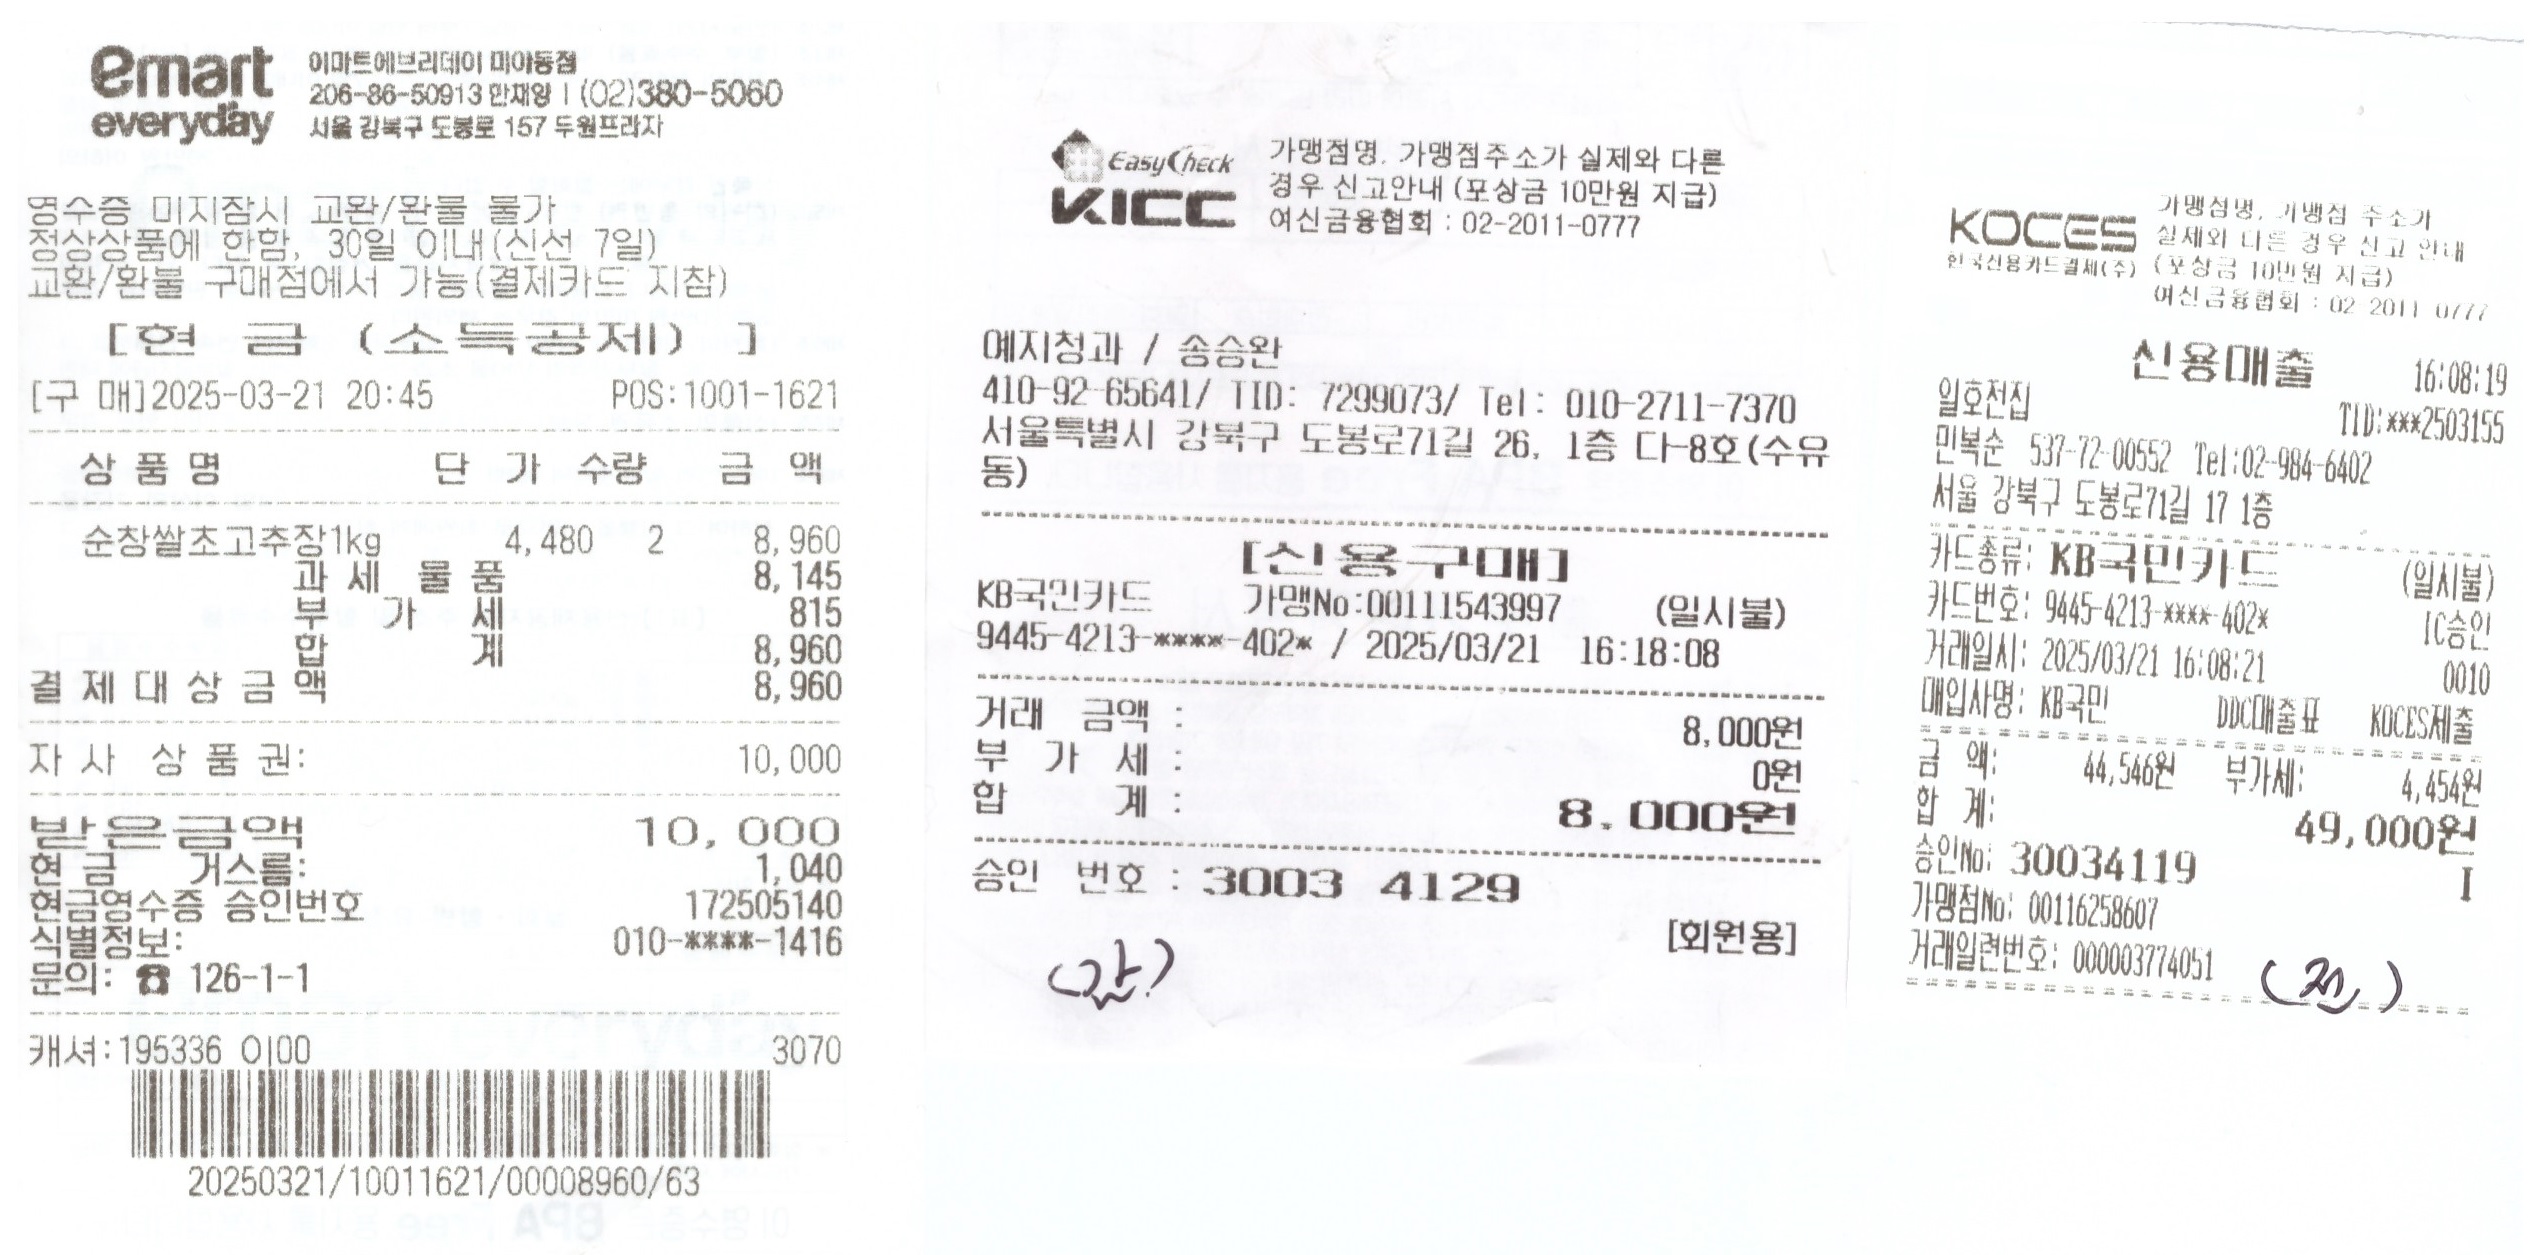 emart everyday
이마트에브리데이 미아동점
206-86-50913 안재양 | (02)380-5060
서울 강북구 도봉로 157 두원프라자
영수증 미지참시 교환/환불 불가
정상상품에 한함, 30일 이내(신선 7일)
교환/환불 구매점에서 가능(결제카드 지참)
[현 금 (소득공제) ]
[구 매]2025-03-21 20:45 POS:1001-1621
상 품 명 단 가 수량 금 액
순창쌀초고추장1kg 4,480 2 8,960
과 세 물 품 8,145
부 가 세 815
합 계 8,960
결 제 대 상 금 액 8,960
자 사 상 품 권: 10,000
받은금액 10,000
현 금 거스름: 1,040
현금영수증 승인번호 172505140
식별정보: 010-****-1416
문의: ☎ 126-1-1
캐셔:195336 이00 3070
20250321/10011621/00008960/63
EasyCheck
KICC
가맹점명, 가맹점주소가 실제와 다른
경우 신고안내 (포상금 10만원 지급)
여신금융협회 : 02-2011-0777
예지청과 / 송승완
410-92-65641/ TID: 7299073/ Tel: 010-2711-7370
서울특별시 강북구 도봉로71길 26, 1층 다-8호(수유
동)
[신용구매]
KB국민카드 가맹No:00111543997 (일시불)
9445-4213-****-402* / 2025/03/21 16:18:08
거래 금액 : 8,000원
부 가 세 : 0원
합 계 : 8,000원
승인 번호 : 3003 4129
[회원용]
KOCES
한국신용카드결제(주)
가맹점명, 가맹점 주소가
실제와 다른 경우 신고 안내
(포상금 10만원 지급)
여신금융협회 : 02 2011 0777
신용매출 16:08:19
일호전집 TID:***2503155
민복순 537-72-00552 Tel:02-984-6402
서울 강북구 도봉로71길 17 1층
카드종류: KB국민카드 (일시불)
카드번호: 9445-4213-****-402* IC승인
거래일시: 2025/03/21 16:08:21 0010
매입사명: KB국민 DDC매출표 KOCES제출
금 액: 44,546원 부가세: 4,454원
합 계: 49,000원
승인No: 30034119 I
가맹점No: 00116258607
거래일련번호: 000003774051 (전)